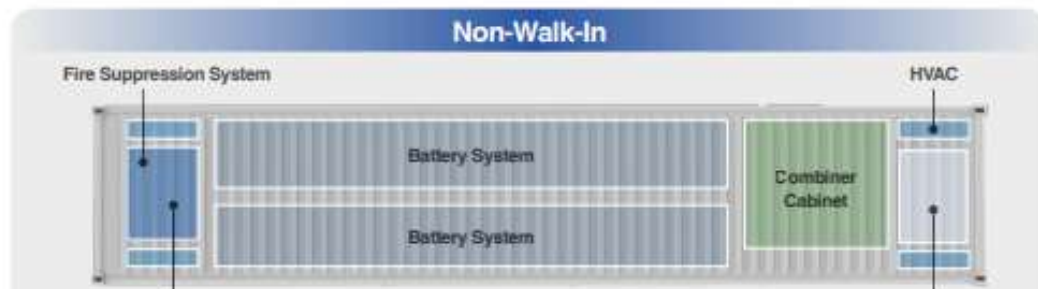 Non-Walk-In
Fire Suppression System
HVAC
Battery System
Combiner
Cabinet
Battery System